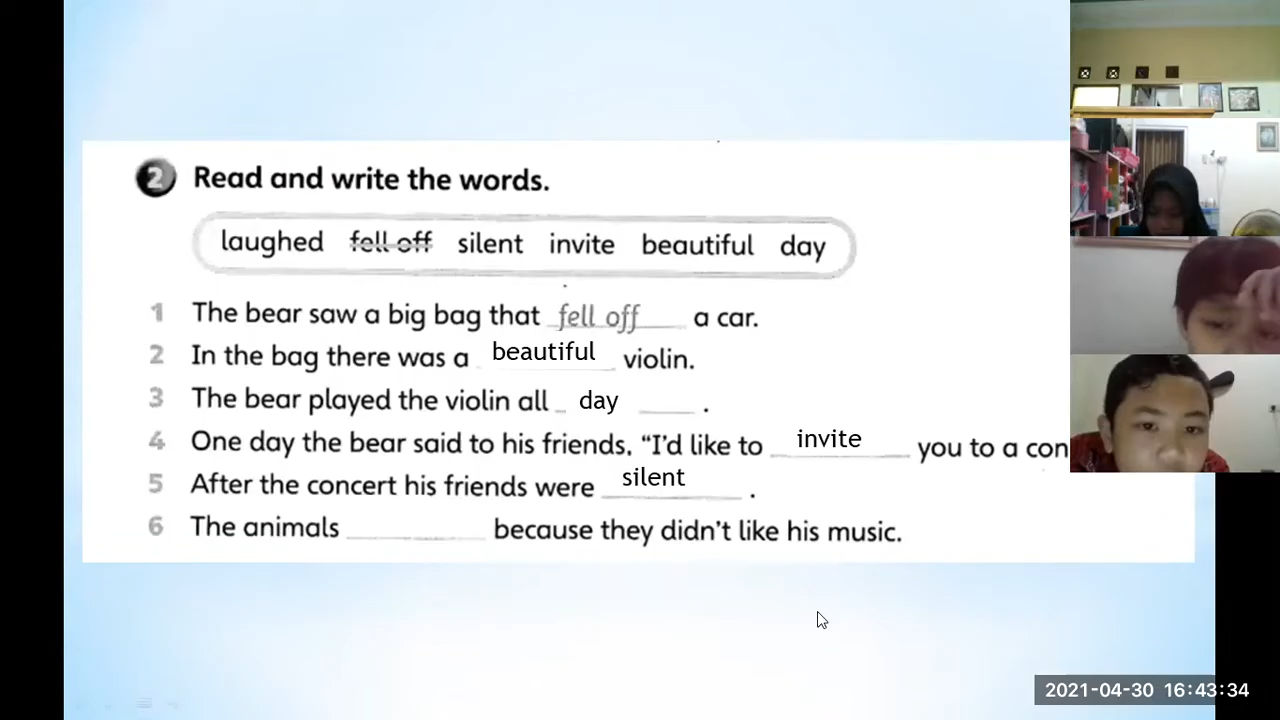 2 Read and write the words.
laughed fell off silent invite beautiful day
1 The bear saw a big bag that fell off a car.
2 In the bag there was a beautiful violin.
3 The bear played the violin all day .
4 One day the bear said to his friends, “I’d like to invite you to a con
5 After the concert his friends were silent .
6 The animals ________ because they didn’t like his music.
2021-04-30 16:43:34